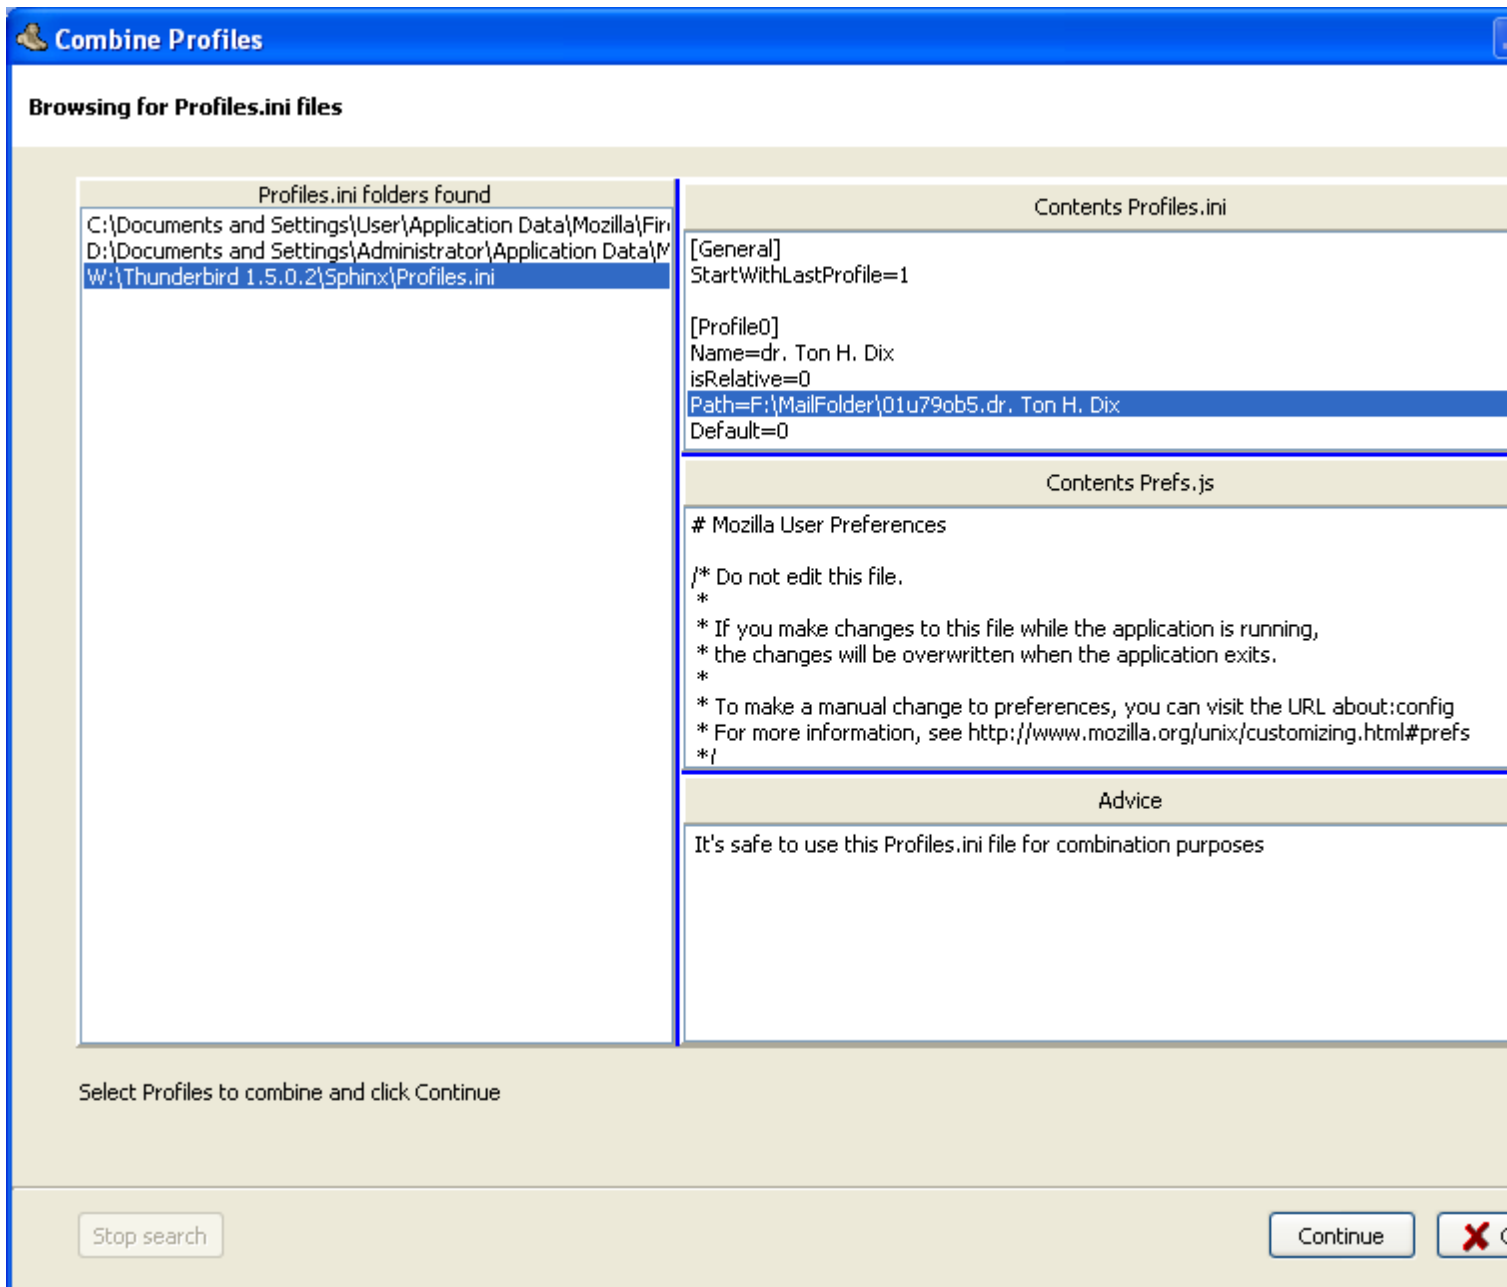 Combine Profiles
Browsing for Profiles.ini files
Profiles.ini folders found
C:\Documents and Settings\User\Application Data\Mozilla\Fir
D:\Documents and Settings\Administrator\Application Data\M
W:\Thunderbird 1.5.0.2\Sphinx\Profiles.ini
Contents Profiles.ini
[General]
StartWithLastProfile=1
[Profile0]
Name=dr. Ton H. Dix
isRelative=0
Path=F:\MailFolder\01u79ob5.dr. Ton H. Dix
Default=0
Contents Prefs.js
# Mozilla User Preferences
/* Do not edit this file.
*
* If you make changes to this file while the application is running,
* the changes will be overwritten when the application exits.
*
* To make a manual change to preferences, you can visit the URL about:config
* For more information, see http://www.mozilla.org/unix/customizing.html#prefs
*/
Advice
It's safe to use this Profiles.ini file for combination purposes
Select Profiles to combine and click Continue
Stop search
Continue